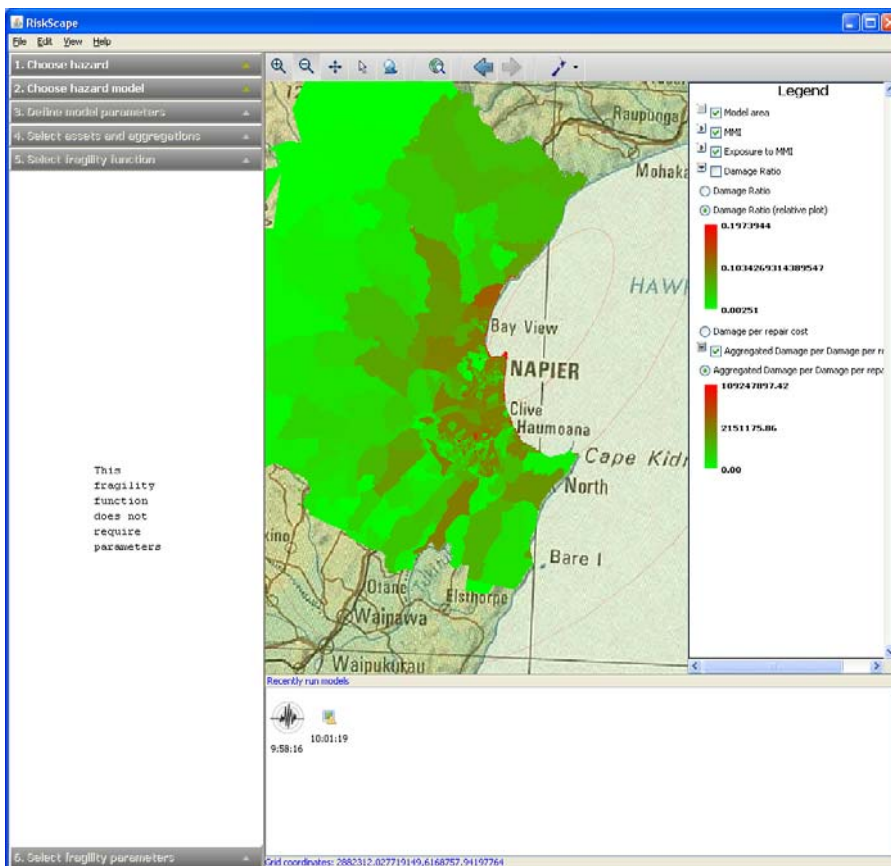 RiskScape
File Edit View Help
1. Choose hazard
2. Choose hazard model
3. Define model parameters
4. Select assets and aggregations
5. Select fragility function
This
fragility
function
does not
require
parameters
6. Select fragility parameters
Raupunga
Mohaka
HAWK
Bay View
NAPIER
Clive
Haumoana
Cape Kidn
North
Bare I
Otane
Elsthorpe
Waipawa
Waipukurau
Legend
Model area
MMI
Exposure to MMI
Damage Ratio
Damage Ratio
Damage Ratio (relative plot)
0.1973944
0.1034269314389547
0.00251
Damage per repair cost
Aggregated Damage per Damage per re
Aggregated Damage per Damage per repa
109247897.42
2151175.86
0.00
Recently run models
9:58:16
10:01:19
Grid coordinates: 2882312.027719149,6168757.94197764